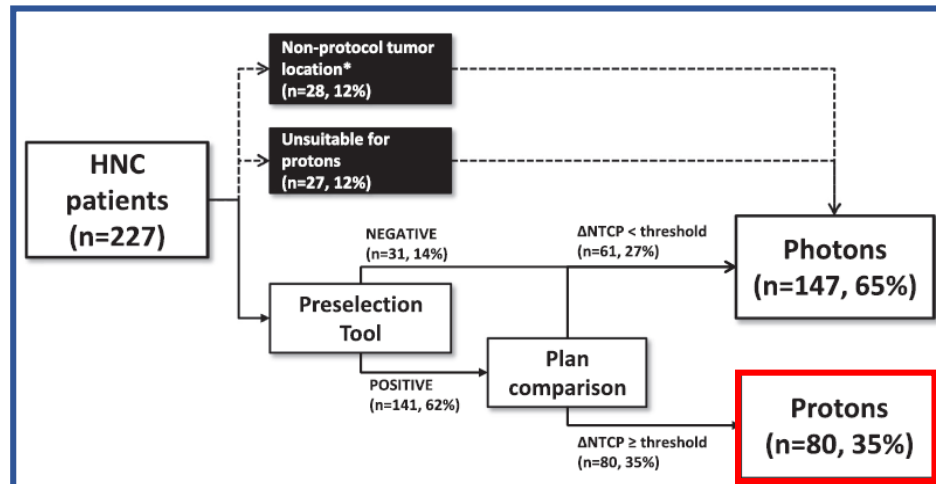 Non-protocol tumor
location*
(n=28, 12%)
Unsuitable for
protons
(n=27, 12%)
HNC
patients
(n=227)
NEGATIVE
(n=31, 14%)
ΔNTCP < threshold
(n=61, 27%)
Photons
(n=147, 65%)
Preselection
Tool
Plan
comparison
POSITIVE
(n=141, 62%)
ΔNTCP ≥ threshold
(n=80, 35%)
Protons
(n=80, 35%)